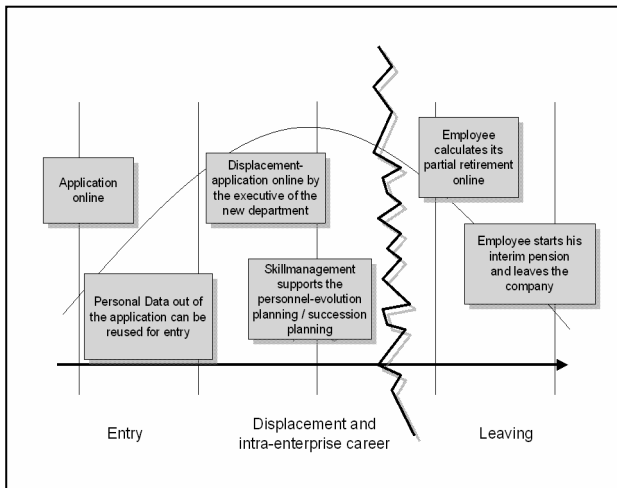 Application
online
Personal Data out of
the application can be
reused for entry
Displacement-
application online by
the executive of the
new department
Skillmanagement
supports the
personnel-evolution
planning / succession
planning
Employee
calculates its
partial retirement
online
Employee starts his
interim pension
and leaves the
company
Entry
Displacement and
intra-enterprise career
Leaving